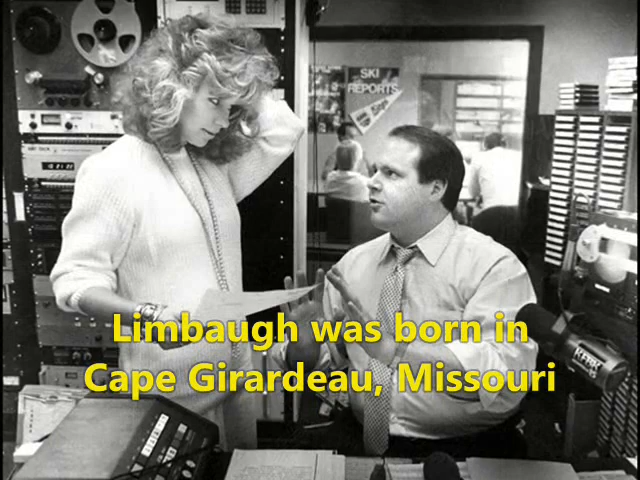 SKI
REPORTS
KFBK
Limbaugh was born in
Cape Girardeau, Missouri